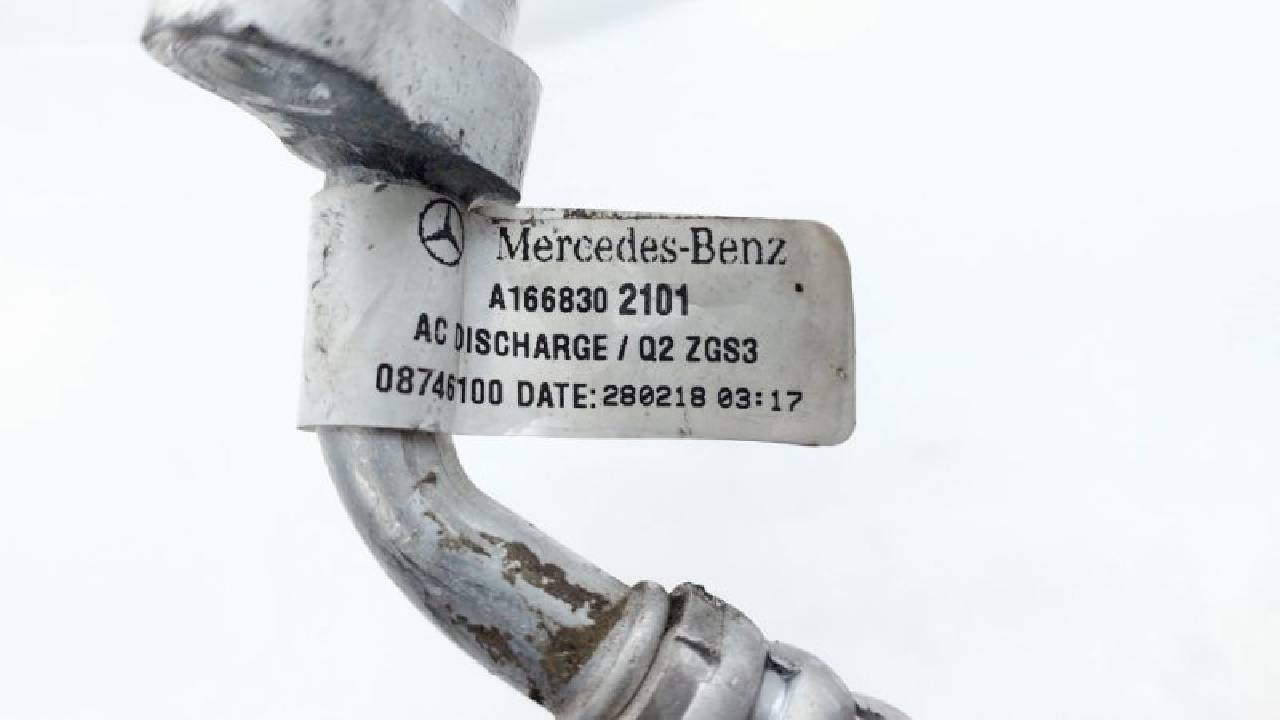 Mercedes-Benz
A166830 2101
AC DISCHARGE / Q2 ZGS3
08746100 DATE: 280218 03:17